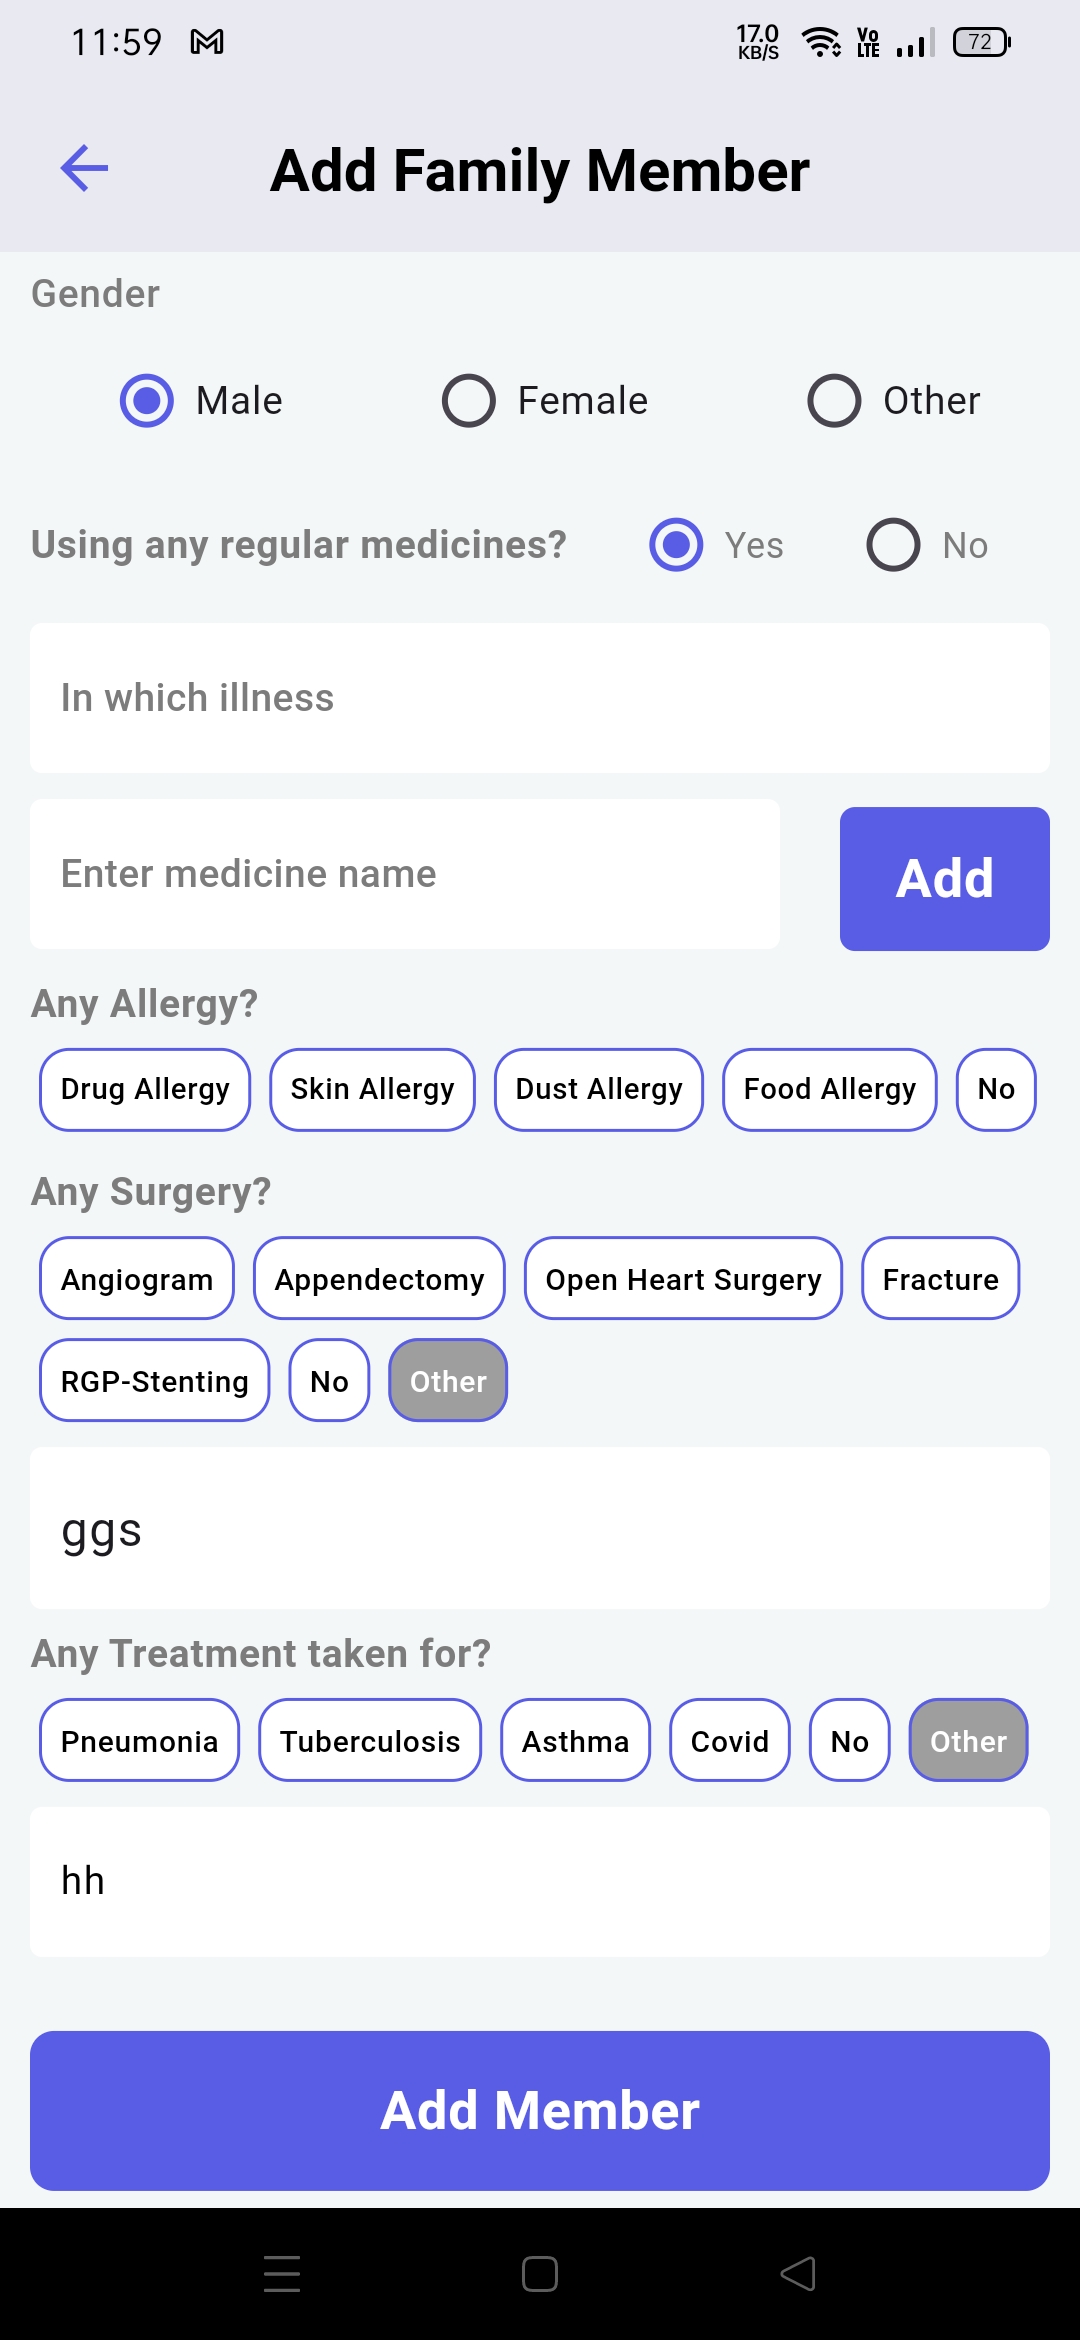 11:59 17.0 KB/S Vo LTE 72
Add Family Member
Gender
Male Female Other
Using any regular medicines? Yes No
In which illness
Enter medicine name Add
Any Allergy?
Drug Allergy Skin Allergy Dust Allergy Food Allergy No
Any Surgery?
Angiogram Appendectomy Open Heart Surgery Fracture
RGP-Stenting No Other
ggs
Any Treatment taken for?
Pneumonia Tuberculosis Asthma Covid No Other
hh
Add Member